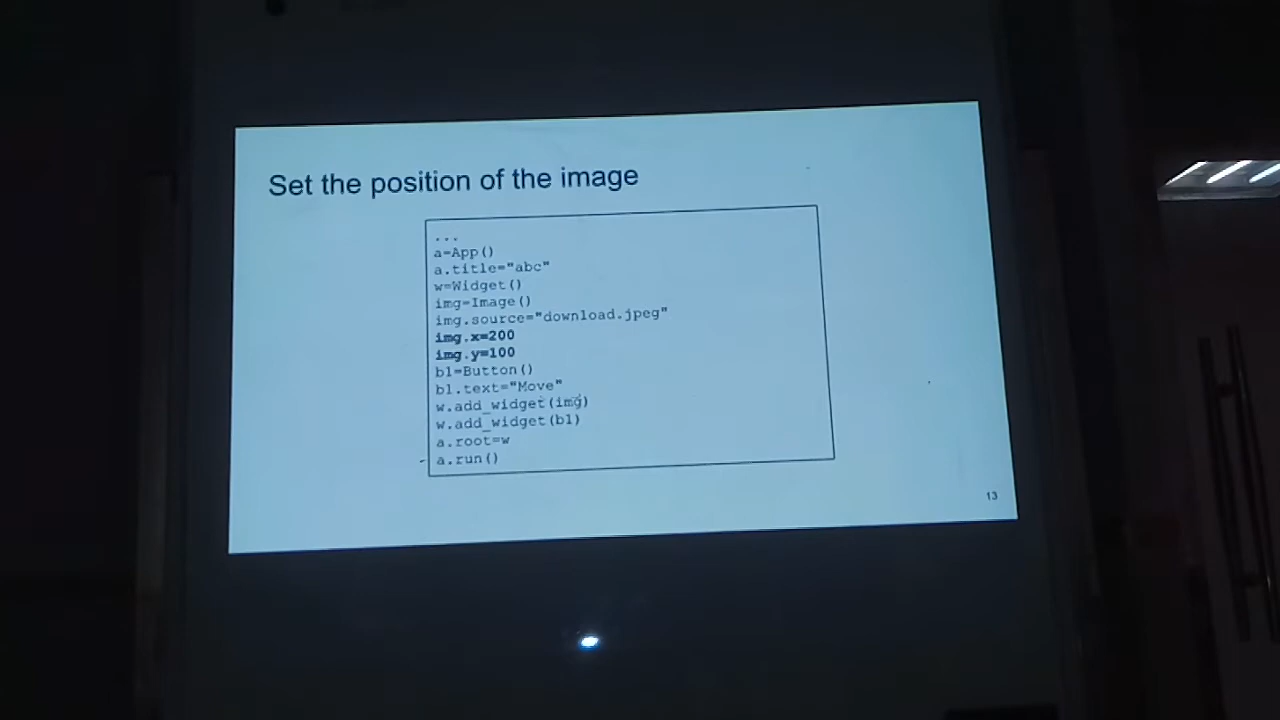 Set the position of the image
...
a=App()
a.title="abc"
w=Widget()
img=Image()
img.source="download.jpeg"
img.x=200
img.y=100
b1=Button()
b1.text="Move"
w.add_widget(img)
w.add_widget(b1)
a.root=w
a.run()
13